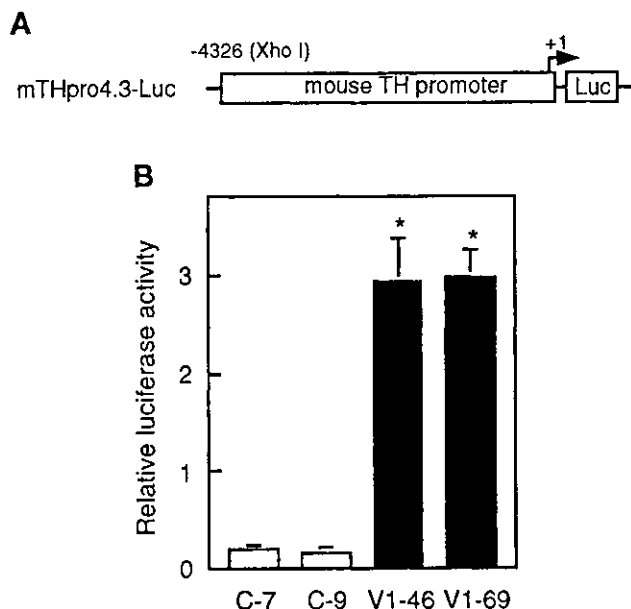 A
-4326 (Xho I)
+1
mTHpro4.3-Luc
mouse TH promoter
Luc
B
Relative luciferase activity
3
2
1
0
* *
C-7 C-9 V1-46 V1-69